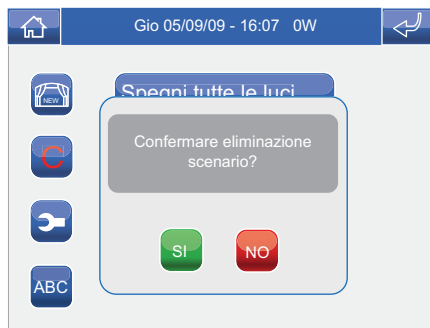 Gio 05/09/09 - 16:07 0W
NEW
Spegni tutte le luci
Confermare eliminazione
scenario?
C
SI
NO
ABC